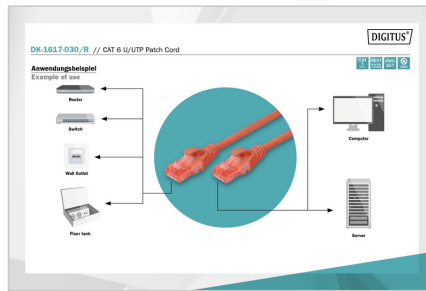 DIGITUS®
DK-1617-030/R // CAT 6 U/UTP Patch Cord
Anwendungsbeispiel
Example of use
Router
Switch
Wall Outlet
Floor tank
Computer
Server